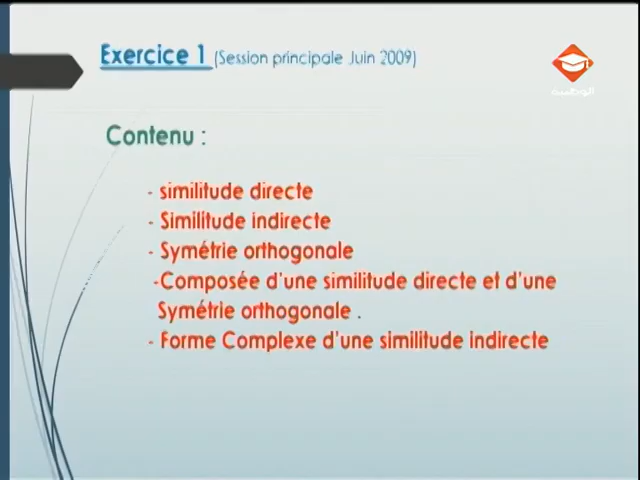 Exercice 1 (Session principale Juin 2009)
الوطنية
Contenu :
- similitude directe
- Similitude indirecte
- Symétrie orthogonale
-Composée d'une similitude directe et d'une
Symétrie orthogonale .
- Forme Complexe d'une similitude indirecte